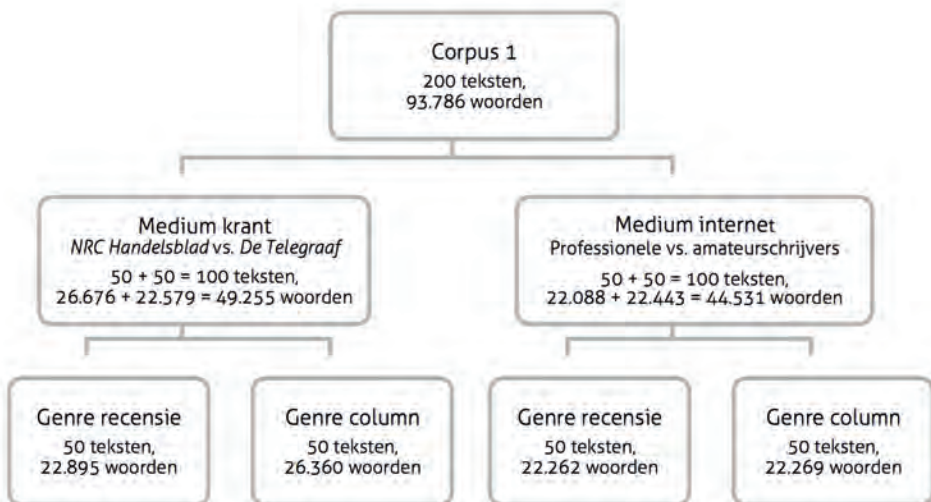 Corpus 1
200 teksten,
93.786 woorden
Medium krant
NRC Handelsblad vs. De Telegraaf
50 + 50 = 100 teksten,
26.676 + 22.579 = 49.255 woorden
Medium internet
Professionele vs. amateurschrijvers
50 + 50 = 100 teksten,
22.088 + 22.443 = 44.531 woorden
Genre recensie
50 teksten,
22.895 woorden
Genre column
50 teksten,
26.360 woorden
Genre recensie
50 teksten,
22.262 woorden
Genre column
50 teksten,
22.269 woorden